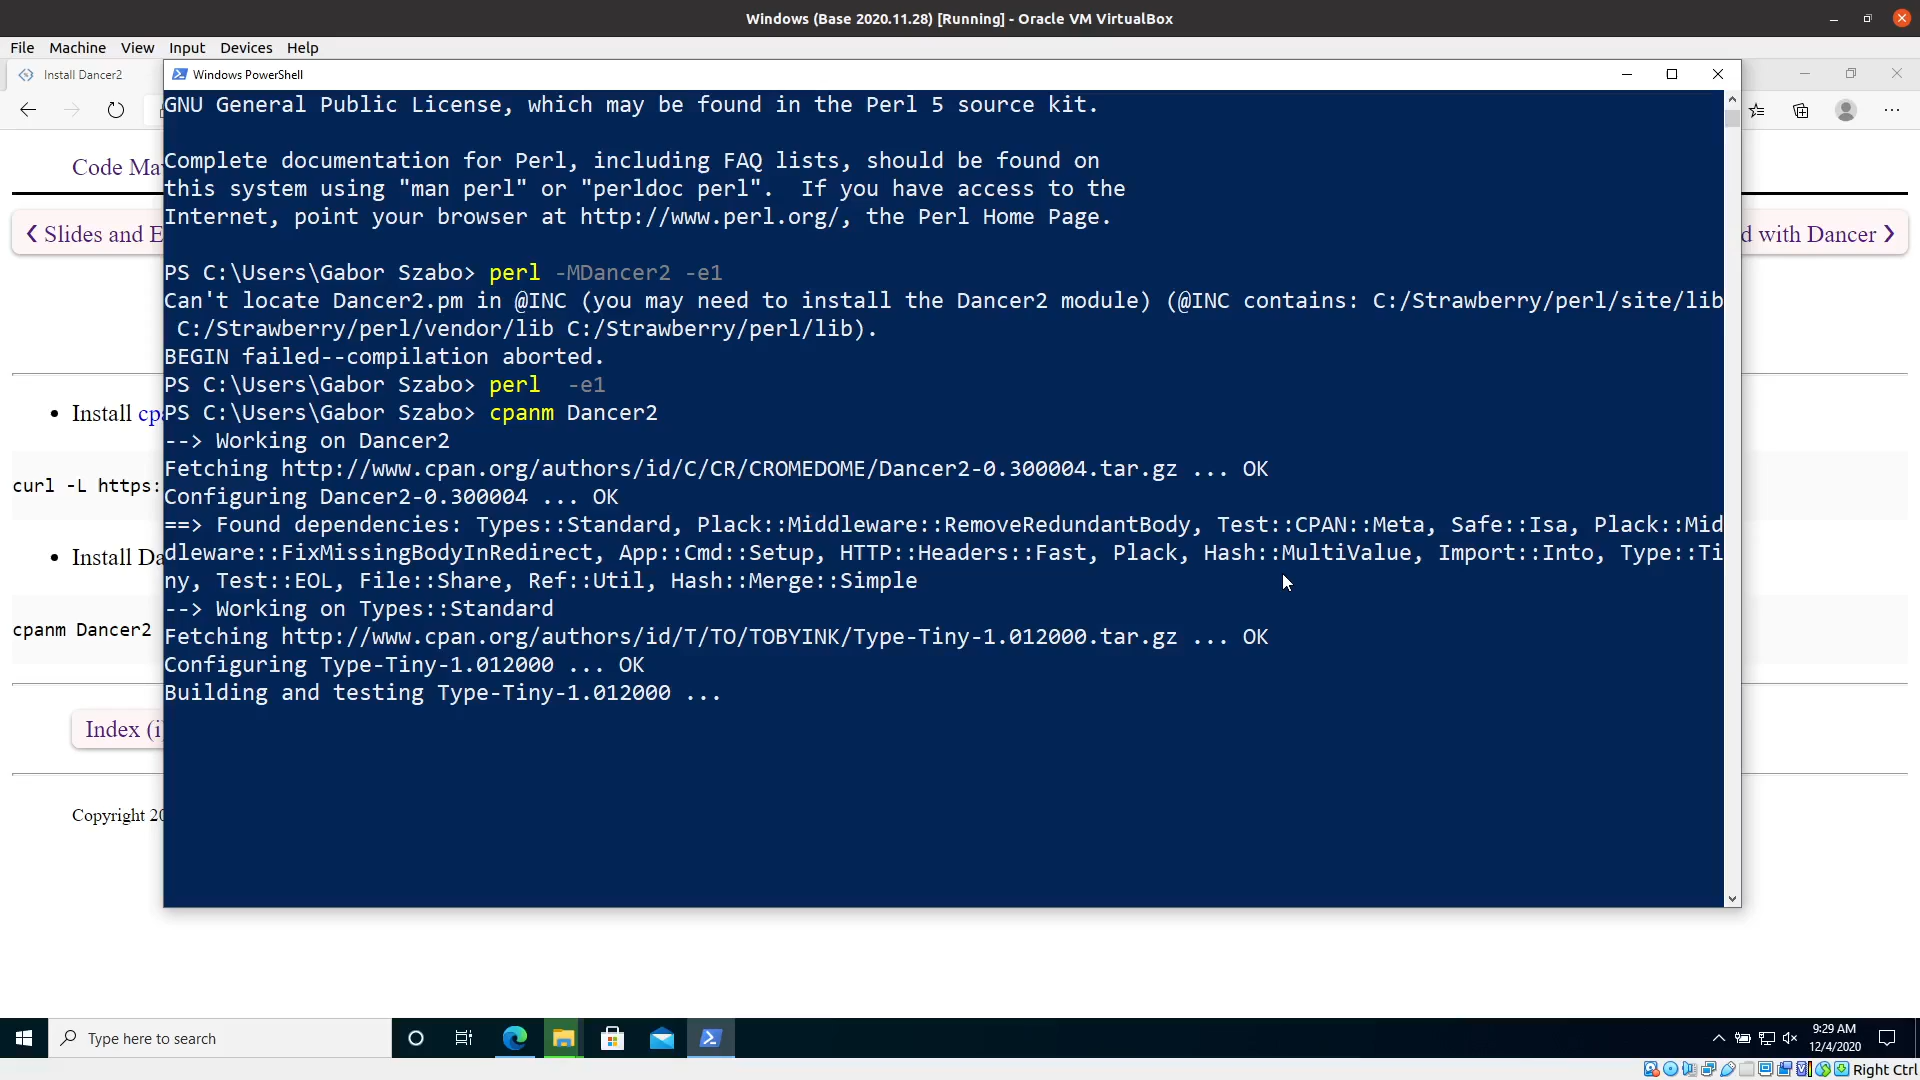 Windows (Base 2020.11.28) [Running] - Oracle VM VirtualBox
File Machine View Input Devices Help
Install Dancer2
Windows PowerShell
Code Ma
❮ Slides and E
d with Dancer ❯
Install cp
curl -L https:
Install Da
cpanm Dancer2
Index (i
Copyright 20
GNU General Public License, which may be found in the Perl 5 source kit.
Complete documentation for Perl, including FAQ lists, should be found on
this system using "man perl" or "perldoc perl".  If you have access to the
Internet, point your browser at http://www.perl.org/, the Perl Home Page.
PS C:\Users\Gabor Szabo> perl -MDancer2 -e1
Can't locate Dancer2.pm in @INC (you may need to install the Dancer2 module) (@INC contains: C:/Strawberry/perl/site/lib
 C:/Strawberry/perl/vendor/lib C:/Strawberry/perl/lib).
BEGIN failed--compilation aborted.
PS C:\Users\Gabor Szabo> perl  -e1
PS C:\Users\Gabor Szabo> cpanm Dancer2
--> Working on Dancer2
Fetching http://www.cpan.org/authors/id/C/CR/CROMEDOME/Dancer2-0.300004.tar.gz ... OK
Configuring Dancer2-0.300004 ... OK
==> Found dependencies: Types::Standard, Plack::Middleware::RemoveRedundantBody, Test::CPAN::Meta, Safe::Isa, Plack::Mid
dleware::FixMissingBodyInRedirect, App::Cmd::Setup, HTTP::Headers::Fast, Plack, Hash::MultiValue, Import::Into, Type::Ti
ny, Test::EOL, File::Share, Ref::Util, Hash::Merge::Simple
--> Working on Types::Standard
Fetching http://www.cpan.org/authors/id/T/TO/TOBYINK/Type-Tiny-1.012000.tar.gz ... OK
Configuring Type-Tiny-1.012000 ... OK
Building and testing Type-Tiny-1.012000 ...
Type here to search
9:29 AM
12/4/2020
Right Ctrl